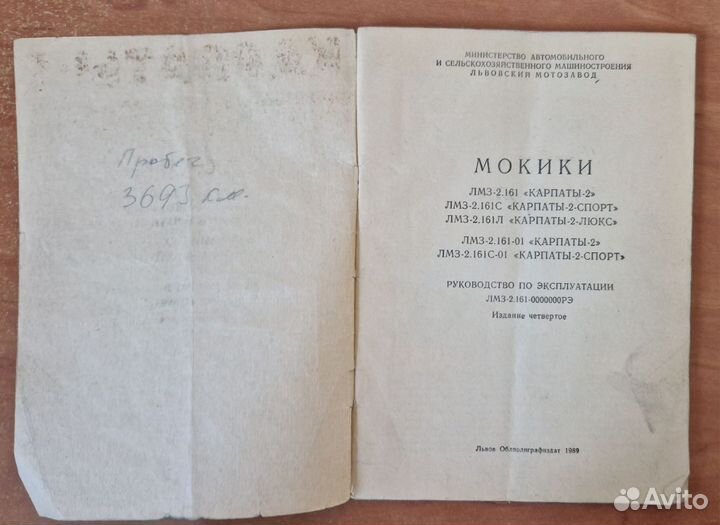 Пробег
3693 км.
МИНИСТЕРСТВО АВТОМОБИЛЬНОГО
И СЕЛЬСКОХОЗЯЙСТВЕННОГО МАШИНОСТРОЕНИЯ
ЛЬВОВСКИЙ МОТОЗАВОД
МОКИКИ
ЛМЗ-2.161 «КАРПАТЫ-2»
ЛМЗ-2.161С «КАРПАТЫ-2-СПОРТ»
ЛМЗ-2.161Л «КАРПАТЫ-2-ЛЮКС»
ЛМЗ-2.161-01 «КАРПАТЫ-2»
ЛМЗ-2.161С-01 «КАРПАТЫ-2-СПОРТ»
РУКОВОДСТВО ПО ЭКСПЛУАТАЦИИ
ЛМЗ-2.161-0000000РЭ
Издание четвертое
Львов Облполиграфиздат 1989
Avito